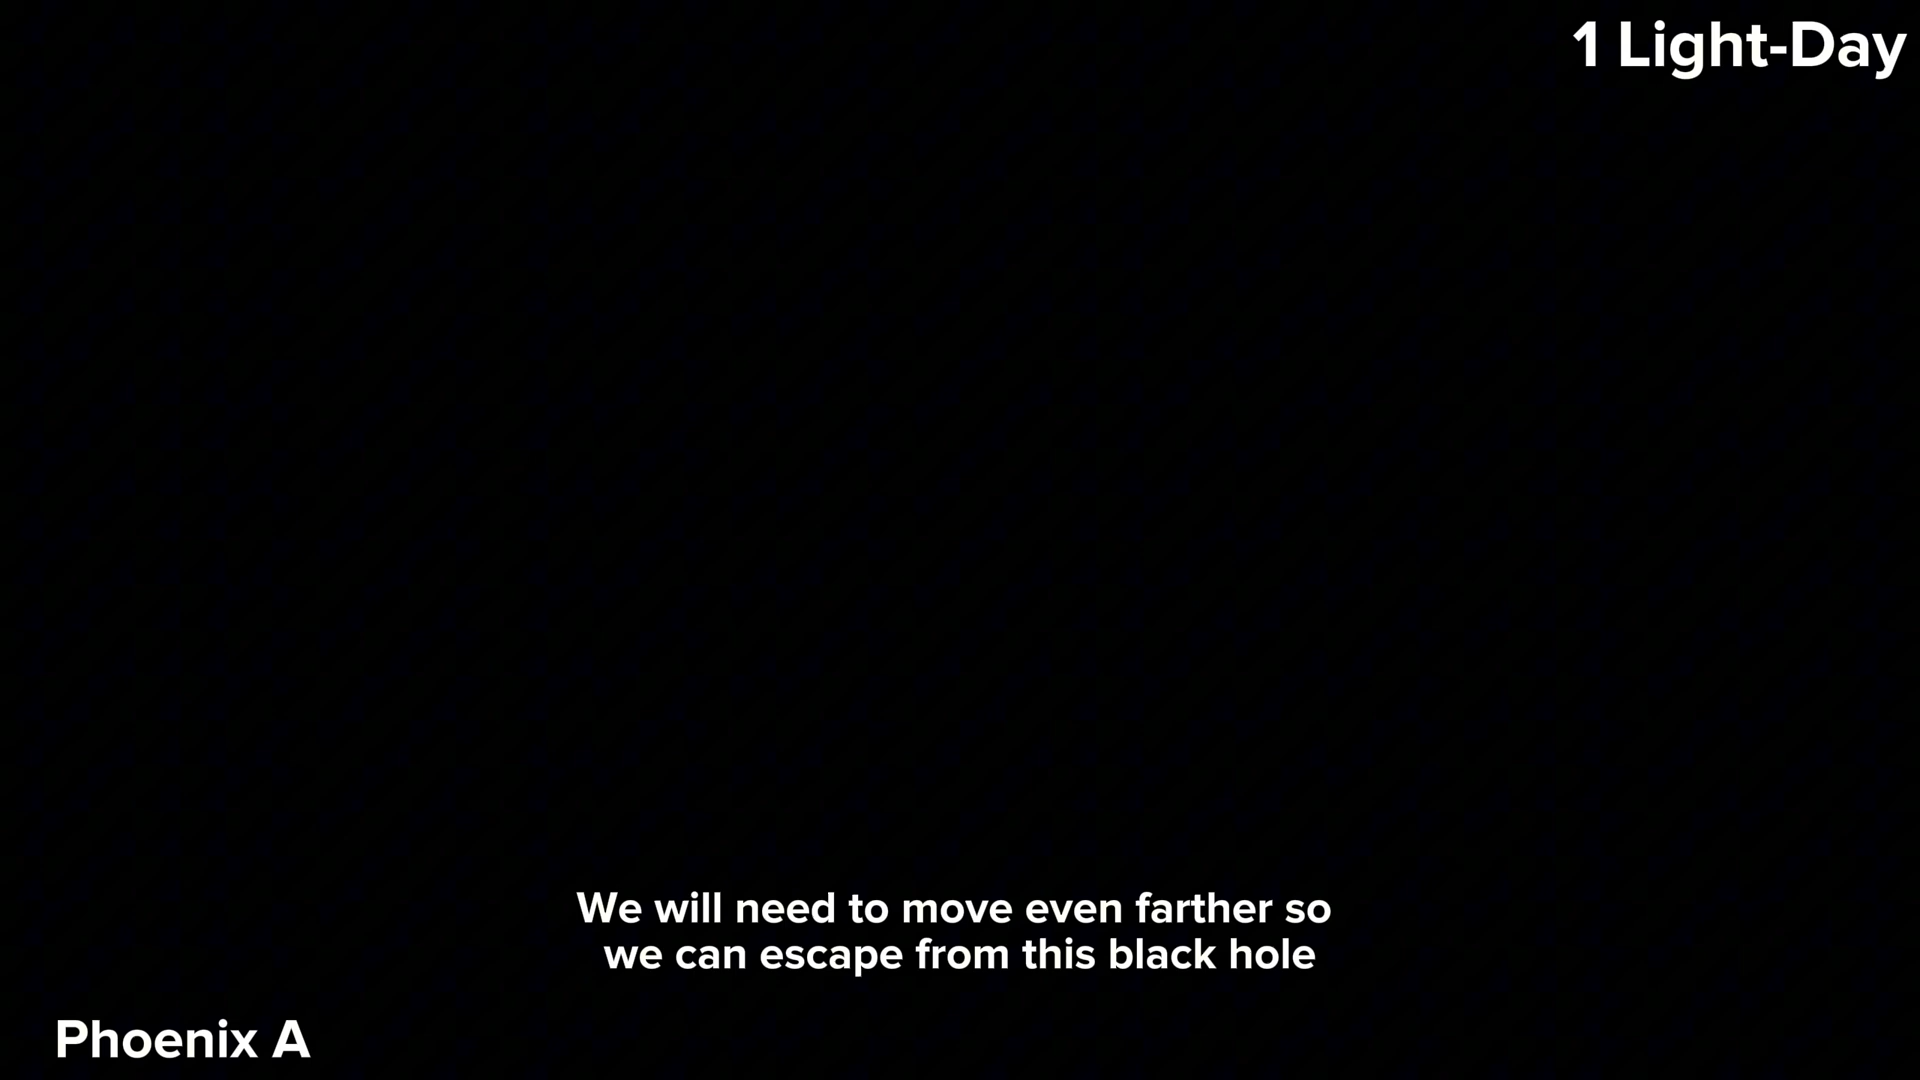 1 Light-Day
We will need to move even farther so
we can escape from this black hole
Phoenix A